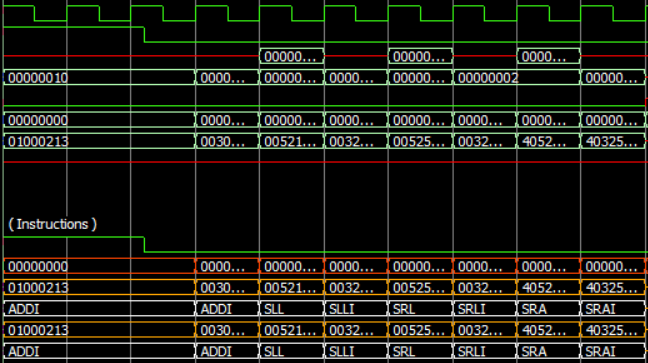 00000... 0000... 0000...
00000010 0000... 00000... 0000... 00000... 00000002 00000...
00000000 0000... 00000... 0000... 00000... 0000... 0000... 00000...
01000213 0030... 00521... 0032... 00525... 0032... 4052... 40325...
( Instructions )
00000000 0000... 00000... 0000... 00000... 0000... 0000... 00000...
01000213 0030... 00521... 0032... 00525... 0032... 4052... 40325...
ADDI ADDI SLL SLLI SRL SRLI SRA SRAI
01000213 0030... 00521... 0032... 00525... 0032... 4052... 40325...
ADDI ADDI SLL SLLI SRL SRLI SRA SRAI